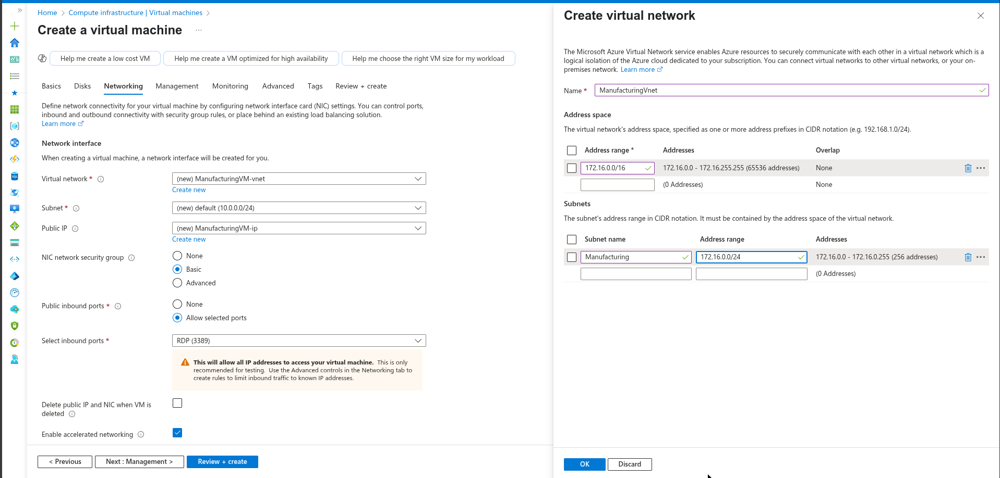 Home > Compute infrastructure | Virtual machines >
Create a virtual machine ...
Help me create a low cost VM
Help me create a VM optimized for high availability
Help me choose the right VM size for my workload
Basics Disks Networking Management Monitoring Advanced Tags Review + create
Define network connectivity for your virtual machine by configuring network interface card (NIC) settings. You can control ports,
inbound and outbound connectivity with security group rules, or place behind an existing load balancing solution.
Learn more
Network interface
When creating a virtual machine, a network interface will be created for you.
Virtual network * (new) ManufacturingVM-vnet
Create new
Subnet * (new) default (10.0.0.0/24)
Public IP (new) ManufacturingVM-ip
Create new
NIC network security group
None
Basic
Advanced
Public inbound ports *
None
Allow selected ports
Select inbound ports * RDP (3389)
This will allow all IP addresses to access your virtual machine. This is only
recommended for testing. Use the Advanced controls in the Networking tab to
create rules to limit inbound traffic to known IP addresses.
Delete public IP and NIC when VM is
deleted
Enable accelerated networking
< Previous
Next : Management >
Review + create
Create virtual network
The Microsoft Azure Virtual Network service enables Azure resources to securely communicate with each other in a virtual network which is a
logical isolation of the Azure cloud dedicated to your subscription. You can connect virtual networks to other virtual networks, or your on-
premises network. Learn more
Name * ManufacturingVnet
Address space
The virtual network's address space, specified as one or more address prefixes in CIDR notation (e.g. 192.168.1.0/24).
Address range * Addresses Overlap
172.16.0.0/16 172.16.0.0 - 172.16.255.255 (65536 addresses) None
(0 Addresses) None
Subnets
The subnet's address range in CIDR notation. It must be contained by the address space of the virtual network.
Subnet name Address range Addresses
Manufacturing 172.16.0.0/24 172.16.0.0 - 172.16.0.255 (256 addresses)
(0 Addresses)
OK
Discard
SQL